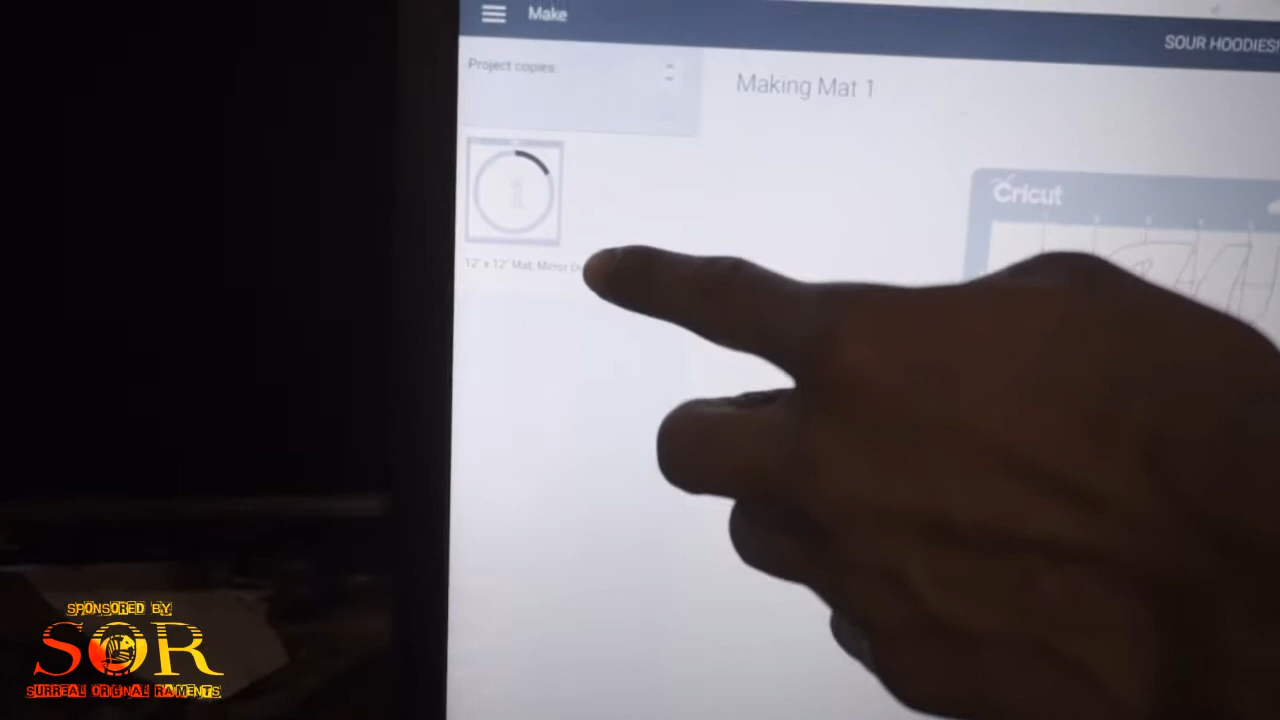 Make
SOUR HOODIES
Project copies
Making Mat 1
1
Cricut
12" x 12" Mat, Mirror
SPONSORED BY
SOR
SURREAL ORIGINAL RAIMENTS